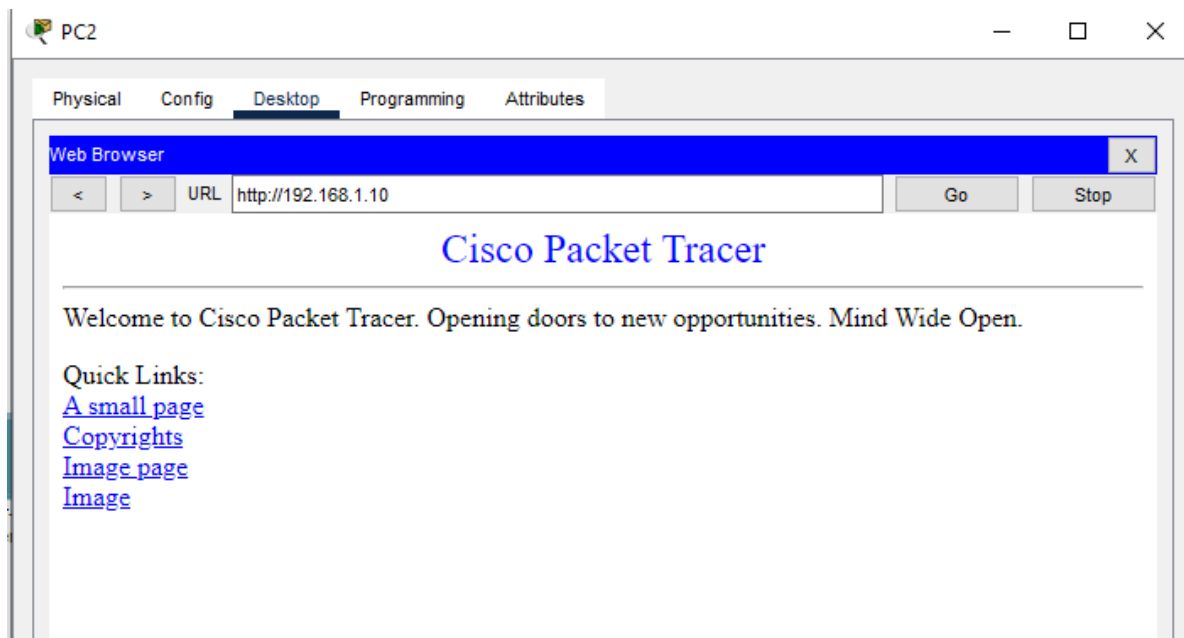 PC2
Physical Config Desktop Programming Attributes
Web Browser X
< > URL http://192.168.1.10 Go Stop
Cisco Packet Tracer
Welcome to Cisco Packet Tracer. Opening doors to new opportunities. Mind Wide Open.
Quick Links:
A small page
Copyrights
Image page
Image